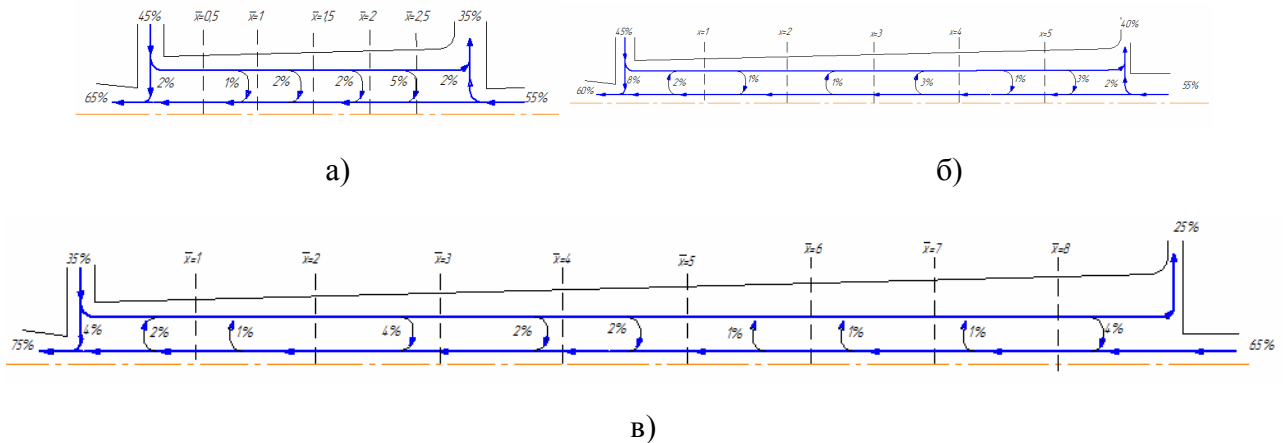 45% x̅=0,5 x̅=1 x̅=1,5 x̅=2 x̅=2,5 35%
2% 1% 2% 2% 5% 2%
65% 55%
а)
45% x=1 x=2 x=3 x=4 x=5 40%
8% 2% 1% 1% 3% 1% 3% 2%
60% 55%
б)
35% x̅=1 x̅=2 x̅=3 x̅=4 x̅=5 x̅=6 x̅=7 x̅=8 25%
4% 2% 1% 4% 2% 2% 1% 1% 1% 4%
75% 65%
в)